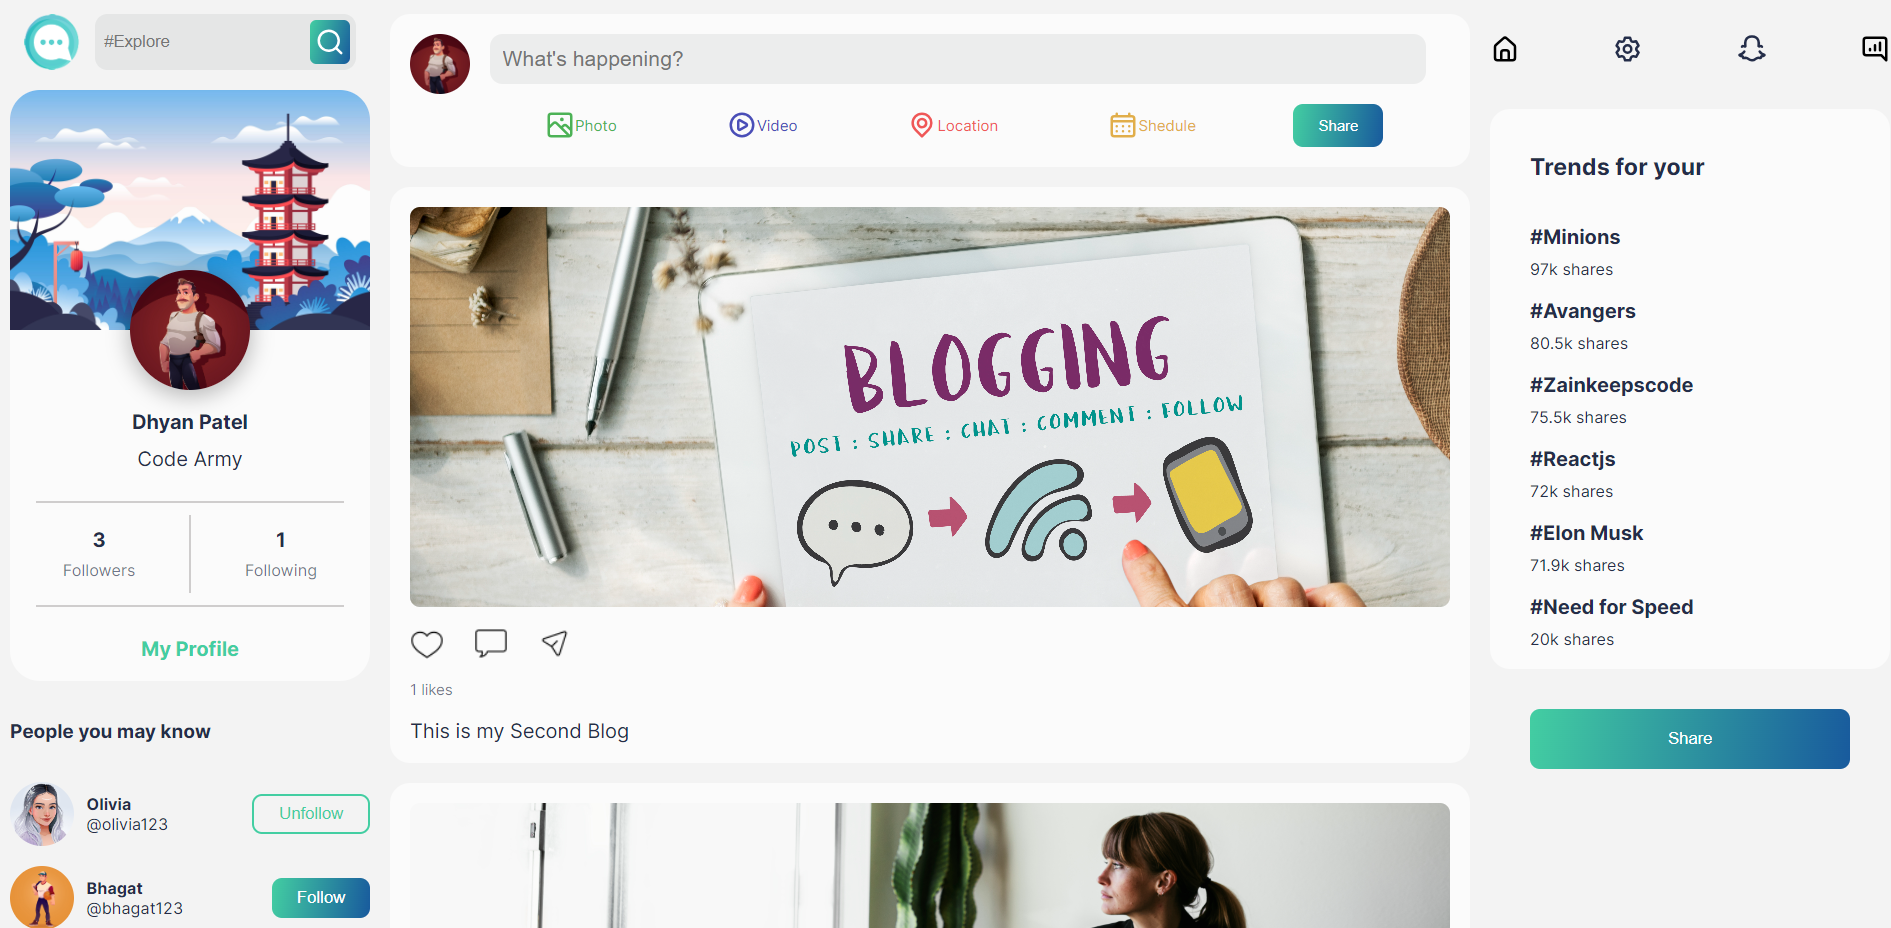 #Explore
Dhyan Patel
Code Army
3
Followers
1
Following
My Profile
People you may know
Olivia
@olivia123
Unfollow
Bhagat
@bhagat123
Follow
What's happening?
Photo
Video
Location
Shedule
Share
BLOGGING
POST : SHARE : CHAT : COMMENT : FOLLOW
1 likes
This is my Second Blog
Trends for your
#Minions
97k shares
#Avangers
80.5k shares
#Zainkeepscode
75.5k shares
#Reactjs
72k shares
#Elon Musk
71.9k shares
#Need for Speed
20k shares
Share